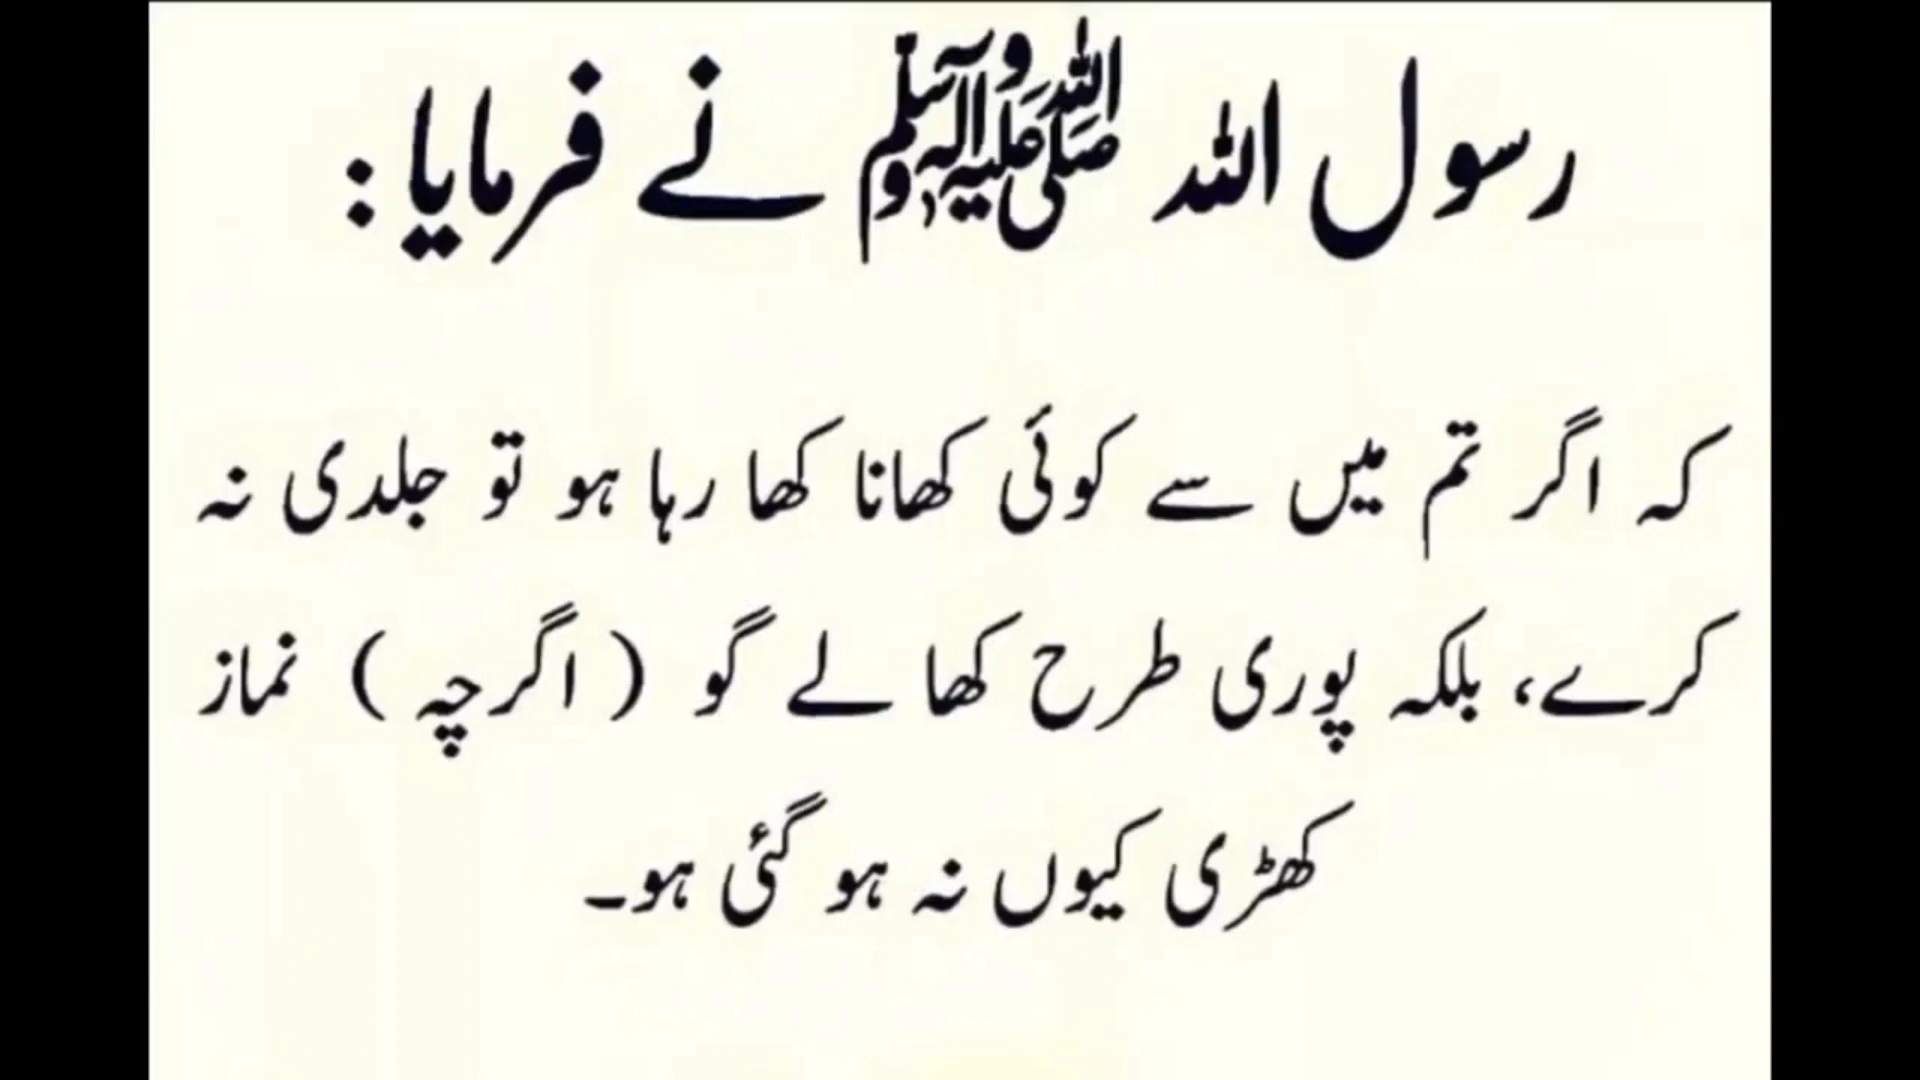 رسول اللہ صلی اللہ علیہ وآلہ وسلم نے فرمایا :
کہ اگر تم میں سے کوئی کھانا کھا رہا ہو تو جلدی نہ
کرے، بلکہ پوری طرح کھا لے گو ( اگرچہ ) نماز
کھڑی کیوں نہ ہو گئی ہو۔